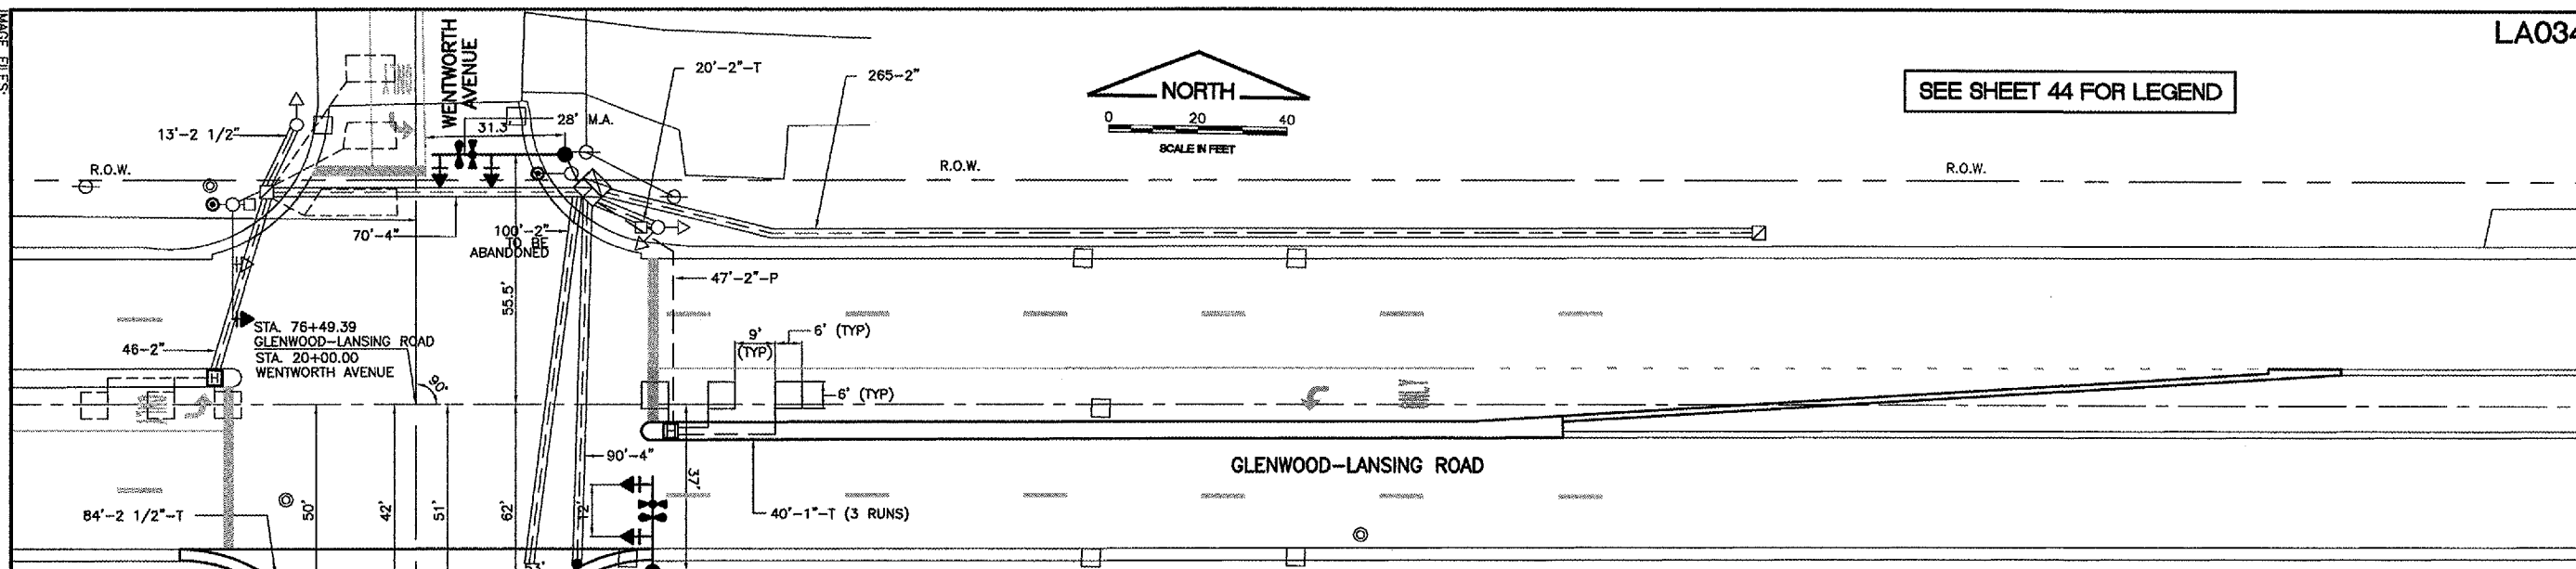 LA034
IMAGE FILES:
WENTWORTH
AVENUE
20'-2"-T
265-2"
NORTH
SEE SHEET 44 FOR LEGEND
0 20 40
SCALE IN FEET
13'-2 1/2"
31.3'
28' M.A.
R.O.W.
R.O.W.
R.O.W.
70'-4"
100'-2"
TO BE
ABANDONED
47'-2"-P
55.5'
STA. 76+49.39
GLENWOOD-LANSING ROAD
STA. 20+00.00
WENTWORTH AVENUE
46-2"
90°
9'
(TYP)
6' (TYP)
6' (TYP)
H
H
90'-4"
37'
GLENWOOD-LANSING ROAD
84'-2 1/2"-T
50'
42'
51'
62'
12'
40'-1"-T (3 RUNS)